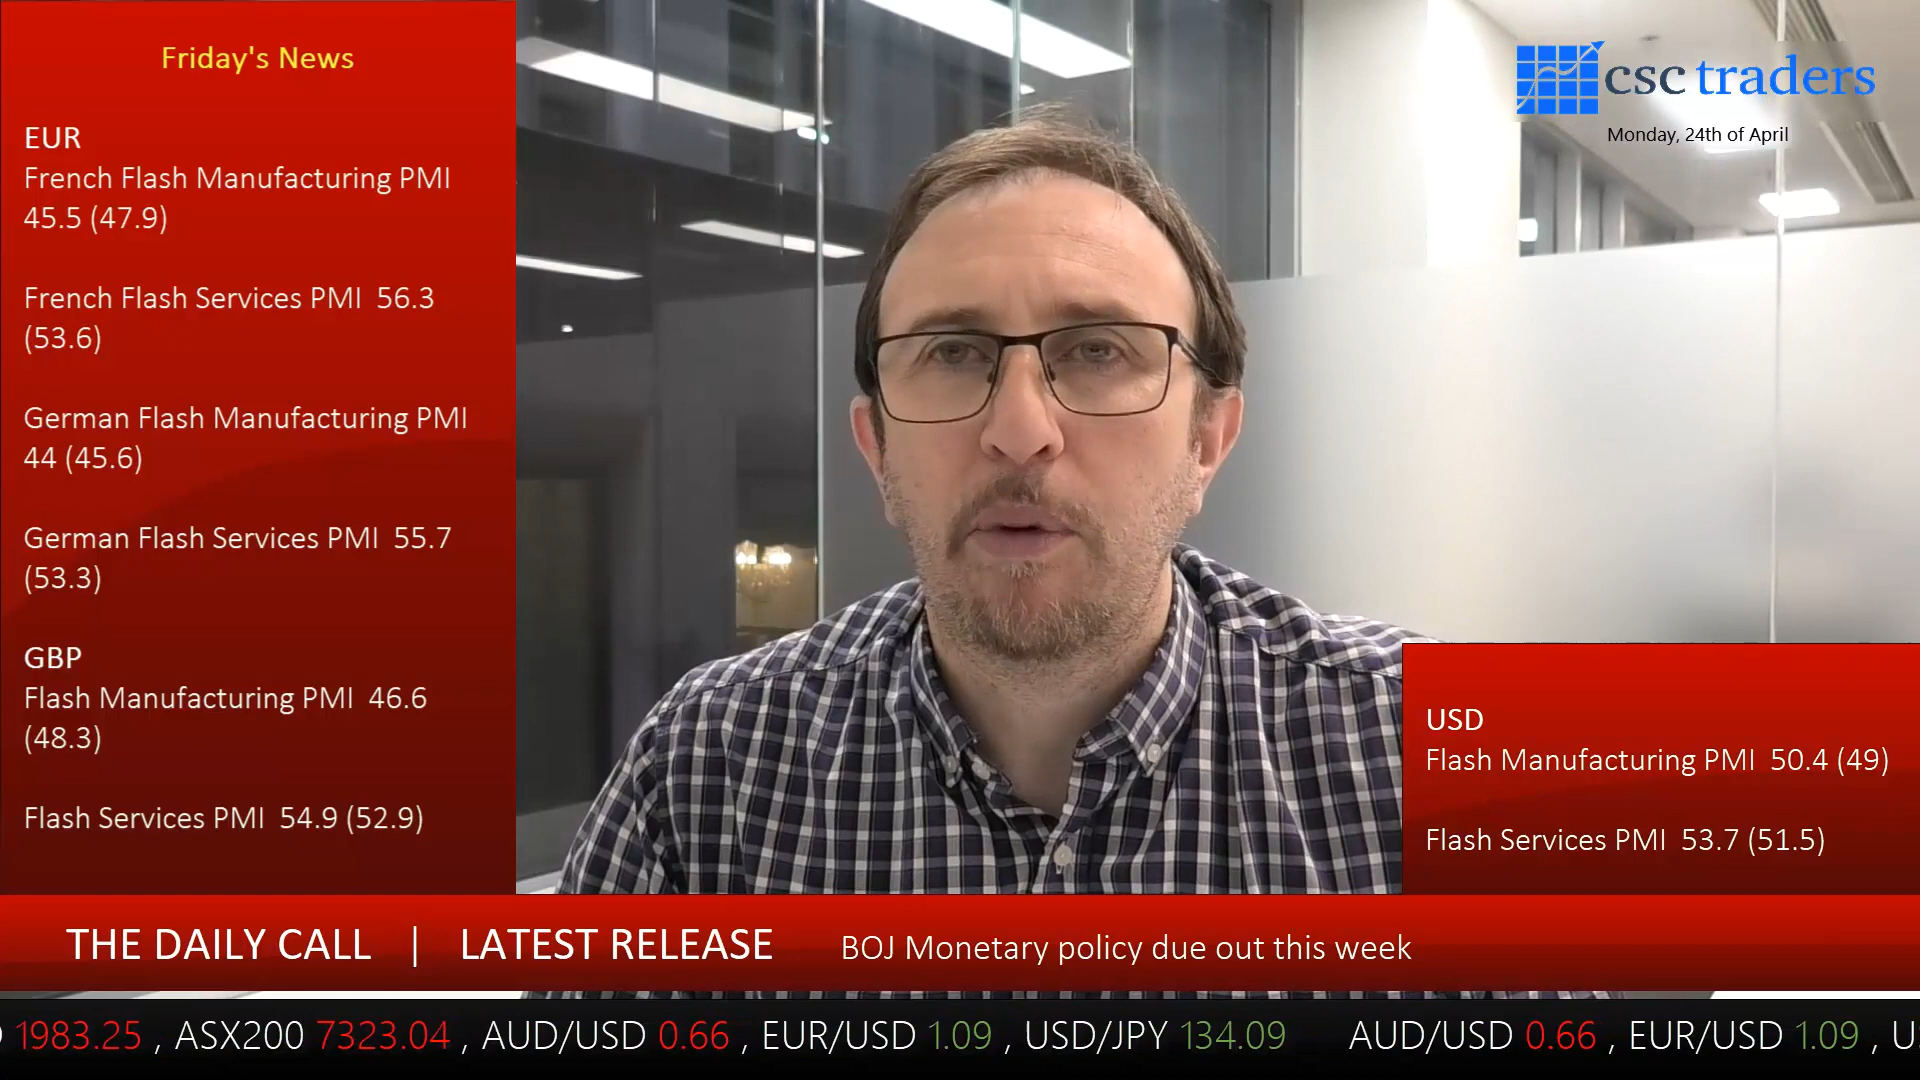 Friday's News
EUR
French Flash Manufacturing PMI
45.5 (47.9)
French Flash Services PMI 56.3
(53.6)
German Flash Manufacturing PMI
44 (45.6)
German Flash Services PMI 55.7
(53.3)
GBP
Flash Manufacturing PMI 46.6
(48.3)
Flash Services PMI 54.9 (52.9)
csc traders
Monday, 24th of April
USD
Flash Manufacturing PMI 50.4 (49)
Flash Services PMI 53.7 (51.5)
THE DAILY CALL | LATEST RELEASE BOJ Monetary policy due out this week
1983.25 , ASX200 7323.04 , AUD/USD 0.66 , EUR/USD 1.09 , USD/JPY 134.09 AUD/USD 0.66 , EUR/USD 1.09 , U